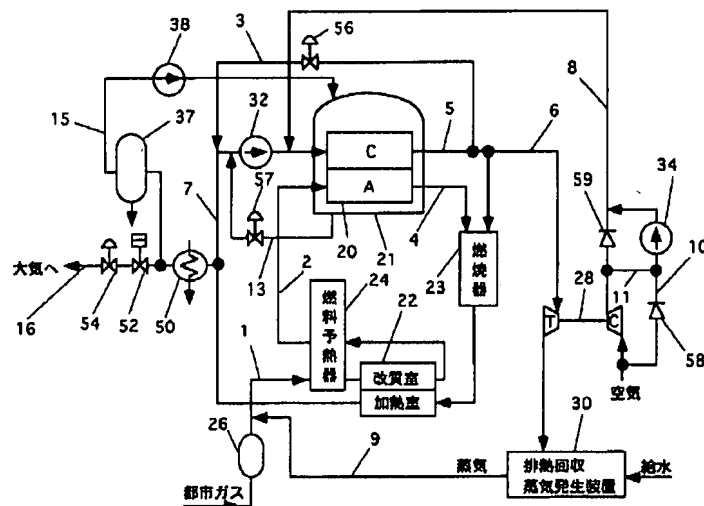 38
3
56
8
15
37
32
C
5
6
59
34
57
A
4
7
20
21
燃焼器
23
10
大気へ
13
2
24
22
28
11
16
54
52
50
燃料予熱器
改質室
T
C
58
1
加熱室
空気
26
30
9
蒸気
排熱回収
蒸気発生装置
給水
都市ガス